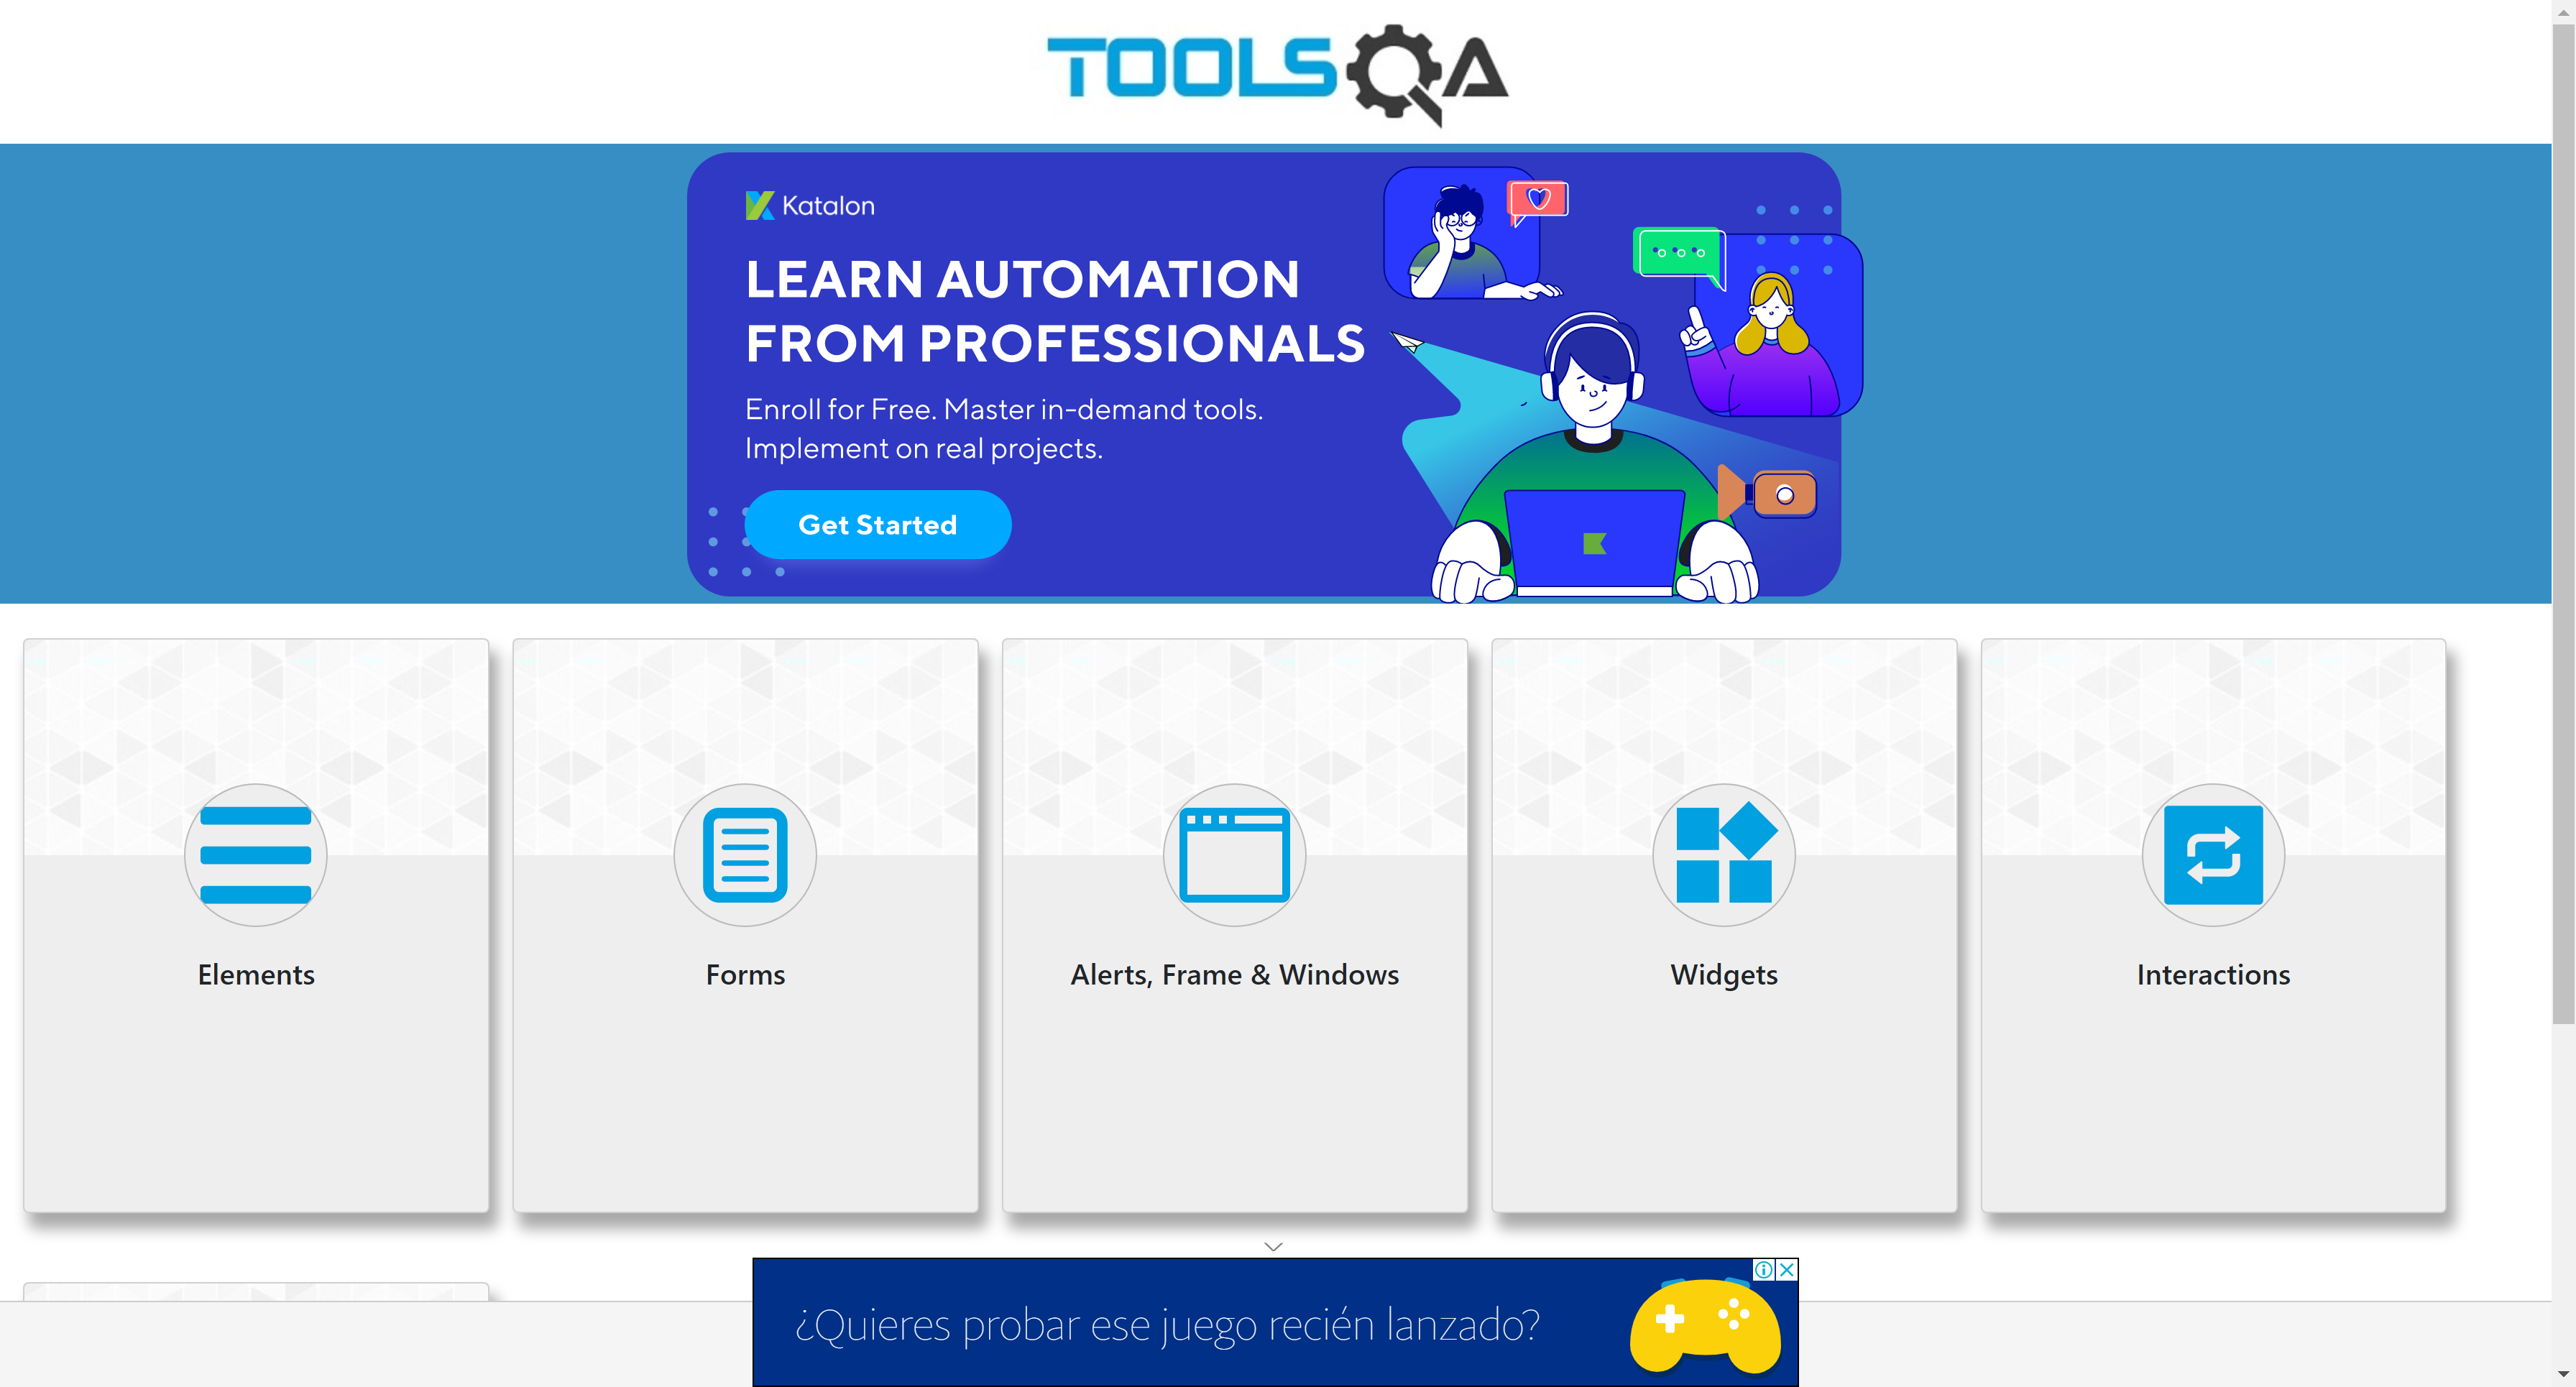 TOOLSQA
Katalon
LEARN AUTOMATION
FROM PROFESSIONALS
Enroll for Free. Master in-demand tools.
Implement on real projects.
Get Started
Elements
Forms
Alerts, Frame & Windows
Widgets
Interactions
¿Quieres probar ese juego recién lanzado?